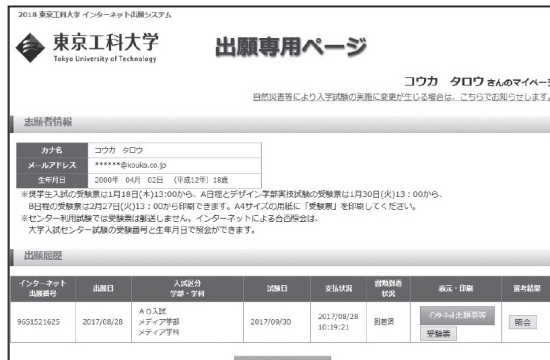 2018 東京工科大学 インターネット出願システム
東京工科大学
Tokyo University of Technology
出願専用ページ
コウカ タロウ さんのマイページ
自然災害等により入学試験の実施に変更が生じる場合は、こちらでお知らせします。
志願者情報
カナ名 コウカ タロウ
メールアドレス ******@kouka.co.jp
生年月日 2000年 04月 02日 (平成12年) 18歳
※奨学生入試の受験票は1月18日(木)13:00から、A日程とデザイン学部実技試験の受験票は1月30日(火)13:00から、
B日程の受験票は2月27日(火)13:00から印刷できます。A4サイズの用紙に「受験票」を印刷してください。
※センター利用試験では受験票は郵送しません。インターネットによる合否照会は、
大学入試センター試験の受験番号と生年月日で照会ができます。
出願履歴
インターネット出願番号 出願日 入試区分 学部・学科 試験日 支払状況 書類到着状況 表示・印刷 選考結果
9651521625 2017/08/28 AO入試 メディア学部 メディア学科 2017/09/30 2017/08/28 10:19:21 到着済 インターネット出願票等 受験票 照会